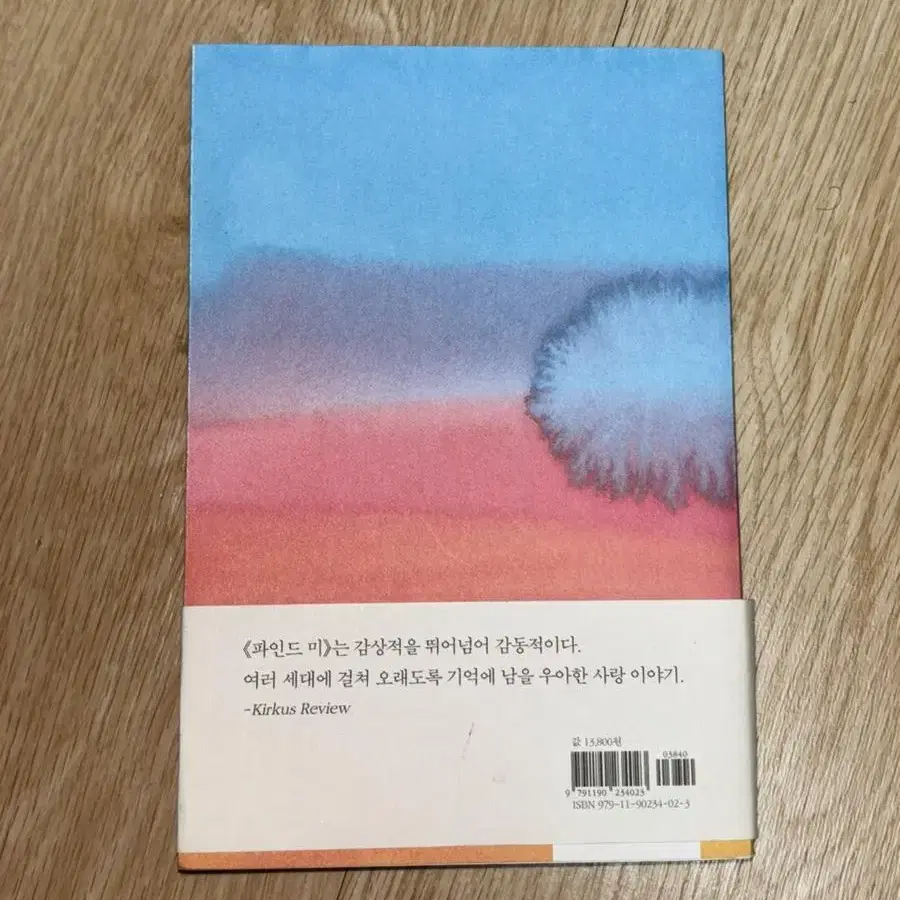 《파인드 미》는 감상적을 뛰어넘어 감동적이다.
여러 세대에 걸쳐 오래도록 기억에 남을 우아한 사랑 이야기.
-Kirkus Review
값 13,800원
03840
9 791190 234023
ISBN 979-11-90234-02-3